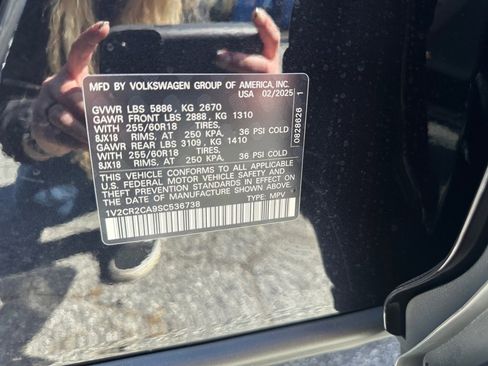 MFD BY VOLKSWAGEN GROUP OF AMERICA, INC.
USA 02/2025
GVWR LBS 5886 , KG 2670
GAWR FRONT LBS 2888 , KG 1310
WITH 255/60R18 TIRES,
8JX18 RIMS, AT 250 KPA, 36 PSI COLD
GAWR REAR LBS 3109 , KG 1410
WITH 255/60R18 TIRES,
8JX18 RIMS, AT 250 KPA, 36 PSI COLD
THIS VEHICLE CONFORMS TO ALL APPLICABLE
U.S. FEDERAL MOTOR VEHICLE SAFETY AND
THEFT PREVENTION STANDARDS IN EFFECT ON
THE DATE OF MANUFACTURE SHOWN ABOVE.
1V2CR2CA9SC536738 TYPE: MPV
0828626 1